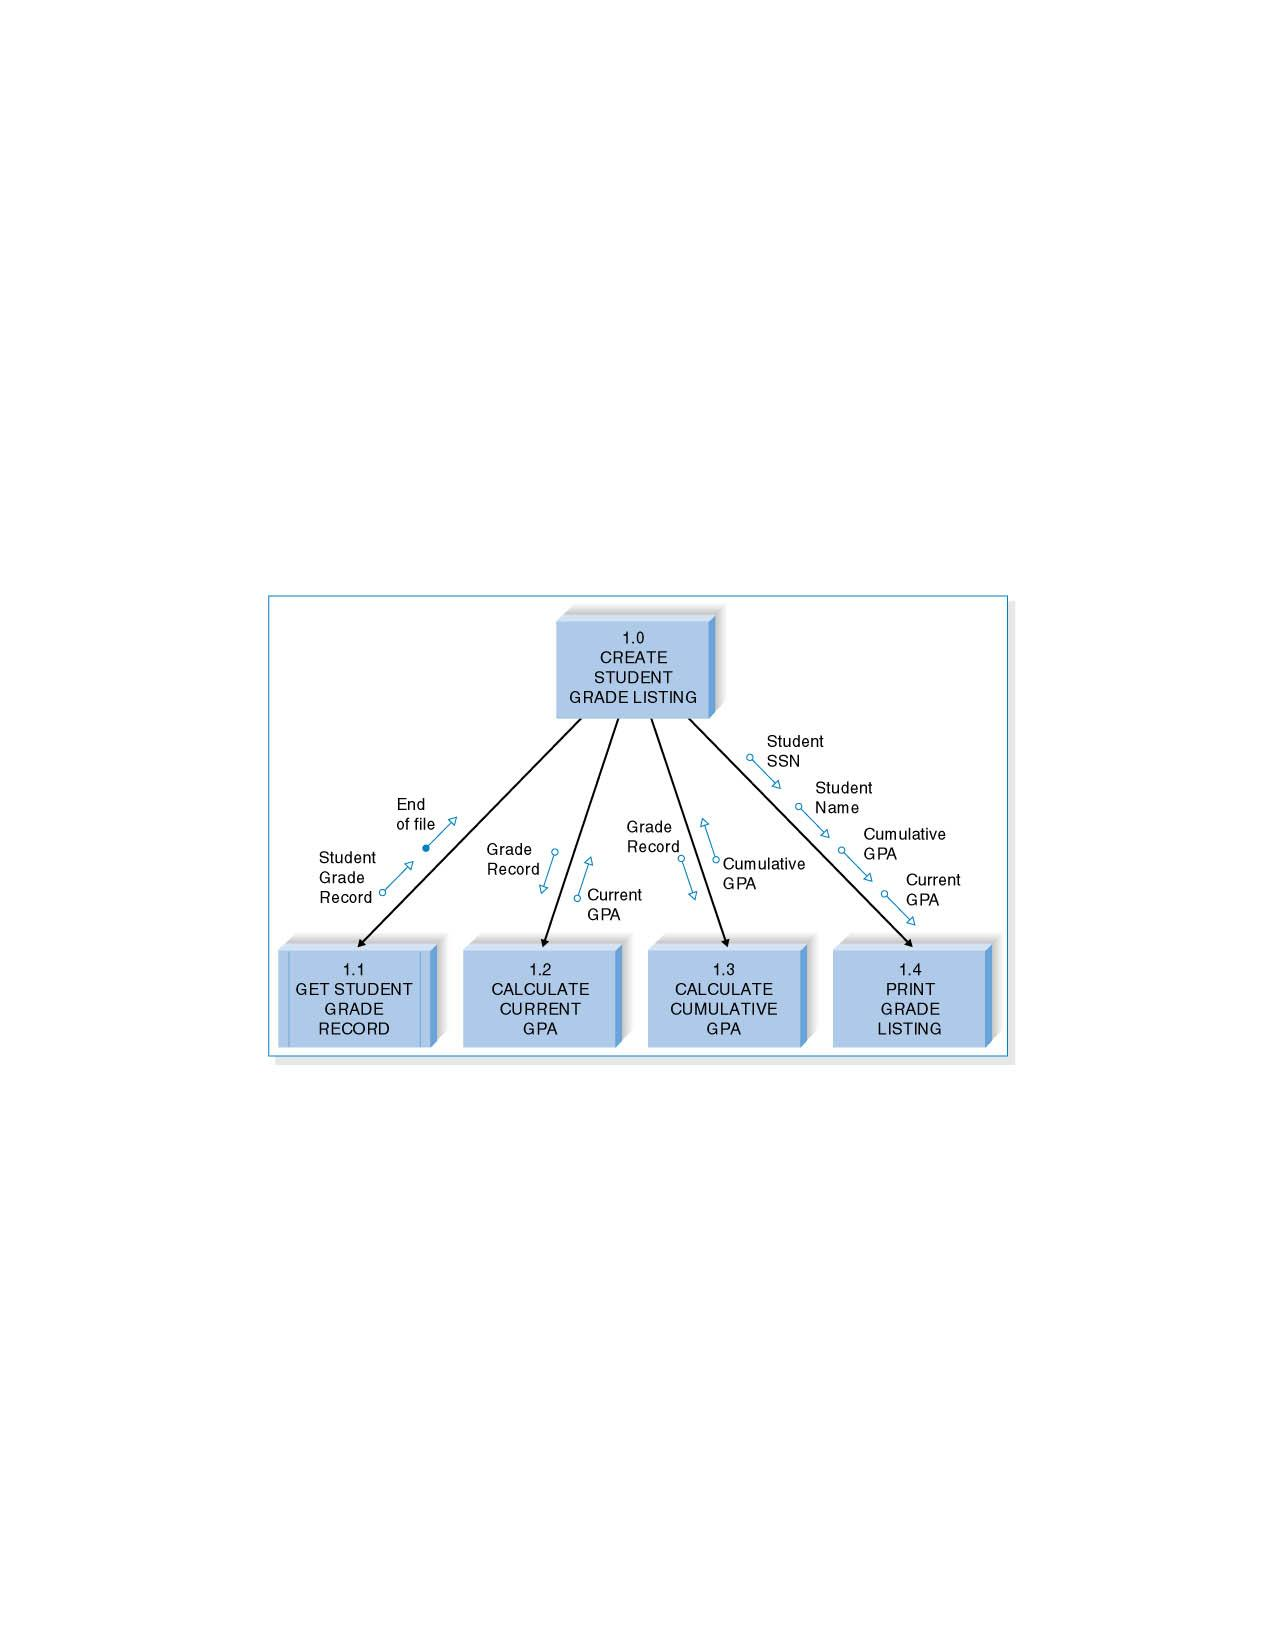 1.0
CREATE
STUDENT
GRADE LISTING
Student
SSN
Student
Name
Cumulative
GPA
Current
GPA
End
of file
Student
Grade
Record
Grade
Record
Current
GPA
Grade
Record
Cumulative
GPA
1.1
GET STUDENT
GRADE
RECORD
1.2
CALCULATE
CURRENT
GPA
1.3
CALCULATE
CUMULATIVE
GPA
1.4
PRINT
GRADE
LISTING